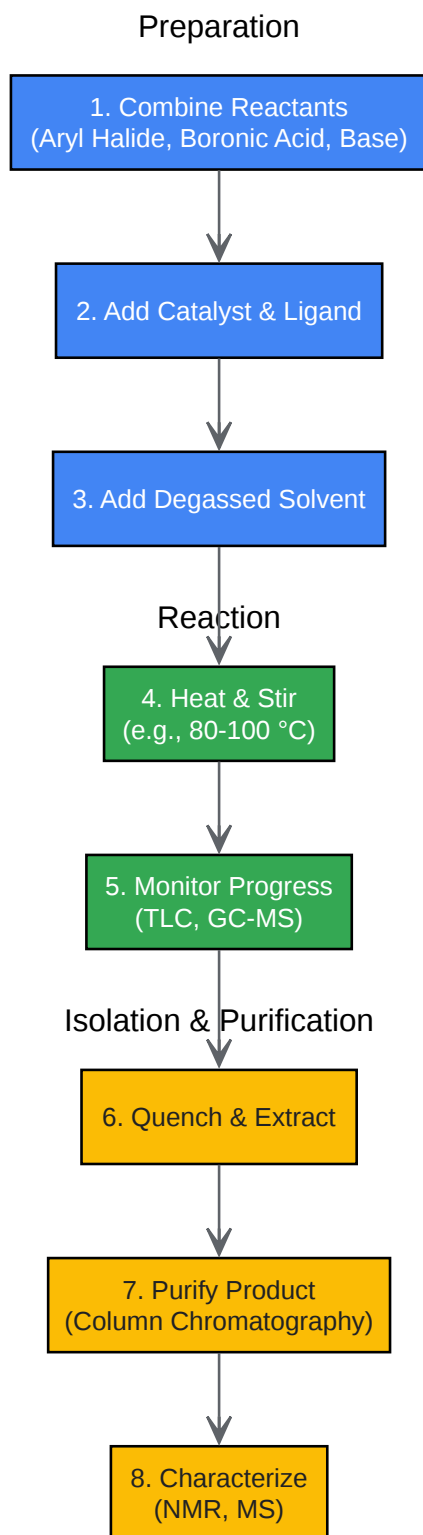 Preparation
1. Combine Reactants
(Aryl Halide, Boronic Acid, Base)
2. Add Catalyst & Ligand
3. Add Degassed Solvent
Reaction
4. Heat & Stir
(e.g., 80-100 °C)
5. Monitor Progress
(TLC, GC-MS)
Isolation & Purification
6. Quench & Extract
7. Purify Product
(Column Chromatography)
8. Characterize
(NMR, MS)